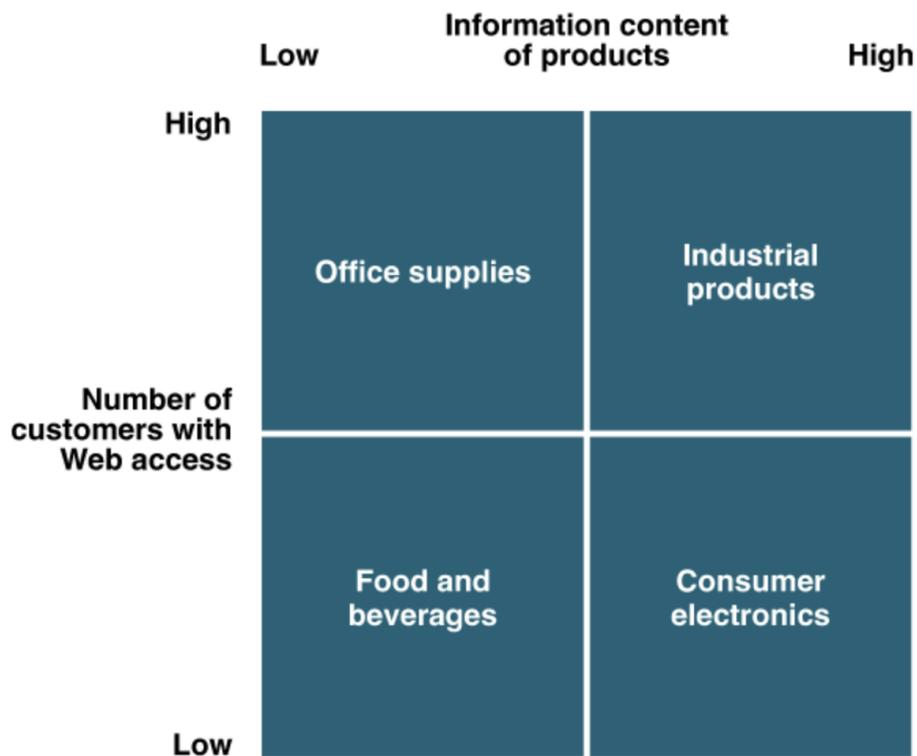 Information content
of products
Low
High
High
Office supplies
Industrial
products
Number of
customers with
Web access
Food and
beverages
Consumer
electronics
Low